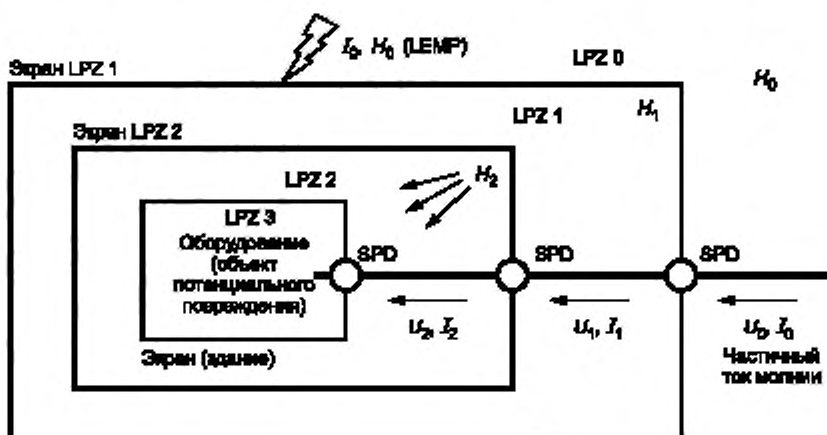 I₀, H₀ (LEMP)
LPZ 0
Экран LPZ 1
H₀
LPZ 1
H₁
Экран LPZ 2
LPZ 2
H₂
LPZ 3
Оборудование
(объект
потенциального
повреждения)
SPD
SPD
SPD
U₂, I₂
U₁, I₁
U₀, I₀
Экран (здание)
Частичный
ток молнии